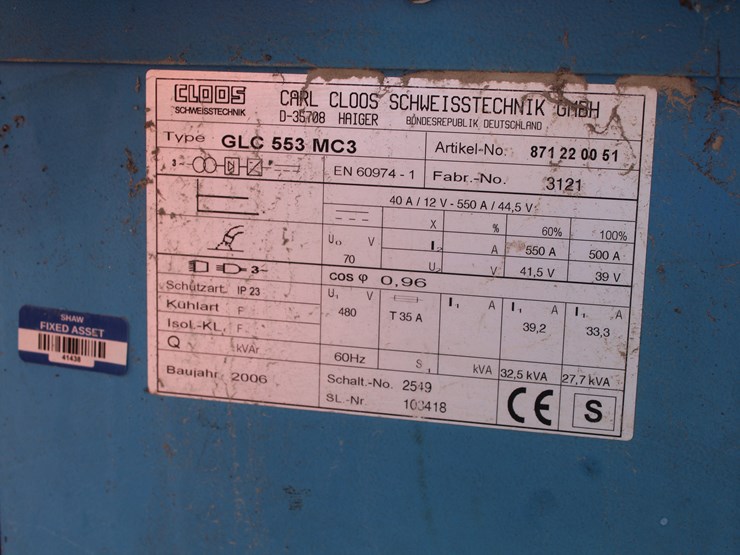 CLOOS
SCHWEISSTECHNIK
CARL CLOOS SCHWEISSTECHNIK GMBH
D-35708 HAIGER BUNDESREPUBLIK DEUTSCHLAND
Type GLC 553 MC3
Artikel-No. 871 22 00 51
3~
EN 60974-1
Fabr.-No. 3121
40 A / 12 V - 550 A / 44,5 V
X % 60% 100%
U₀ V I₂ A 550 A 500 A
70 U₂ V 41,5 V 39 V
3~
cos φ 0,96
Schutzart IP 23
U₁ V I₁ A I₁ A I₁ A
Kühlart F
480 T 35 A 39,2 33,3
Isol.-KL. F
Q kVAr
60Hz S₁ kVA 32,5 kVA 27,7 kVA
Baujahr 2006
Schalt.-No. 2549
SL.-Nr. 418
CE S
SHAW
FIXED ASSET
41438